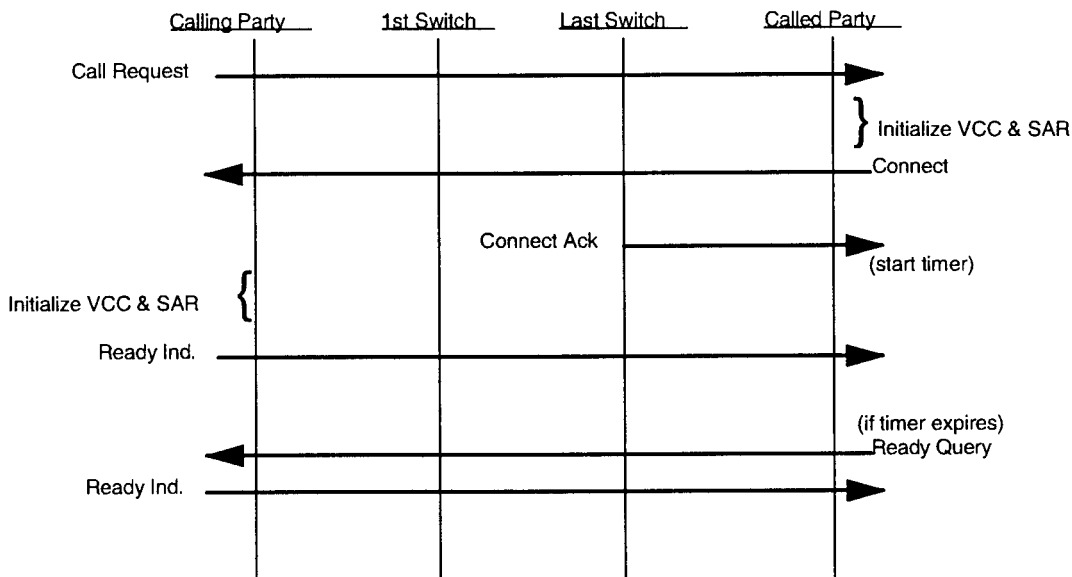 Calling Party 1st Switch Last Switch Called Party
Call Request
Initialize VCC & SAR
Connect
Connect Ack
(start timer)
Initialize VCC & SAR
Ready Ind.
(if timer expires)
Ready Query
Ready Ind.